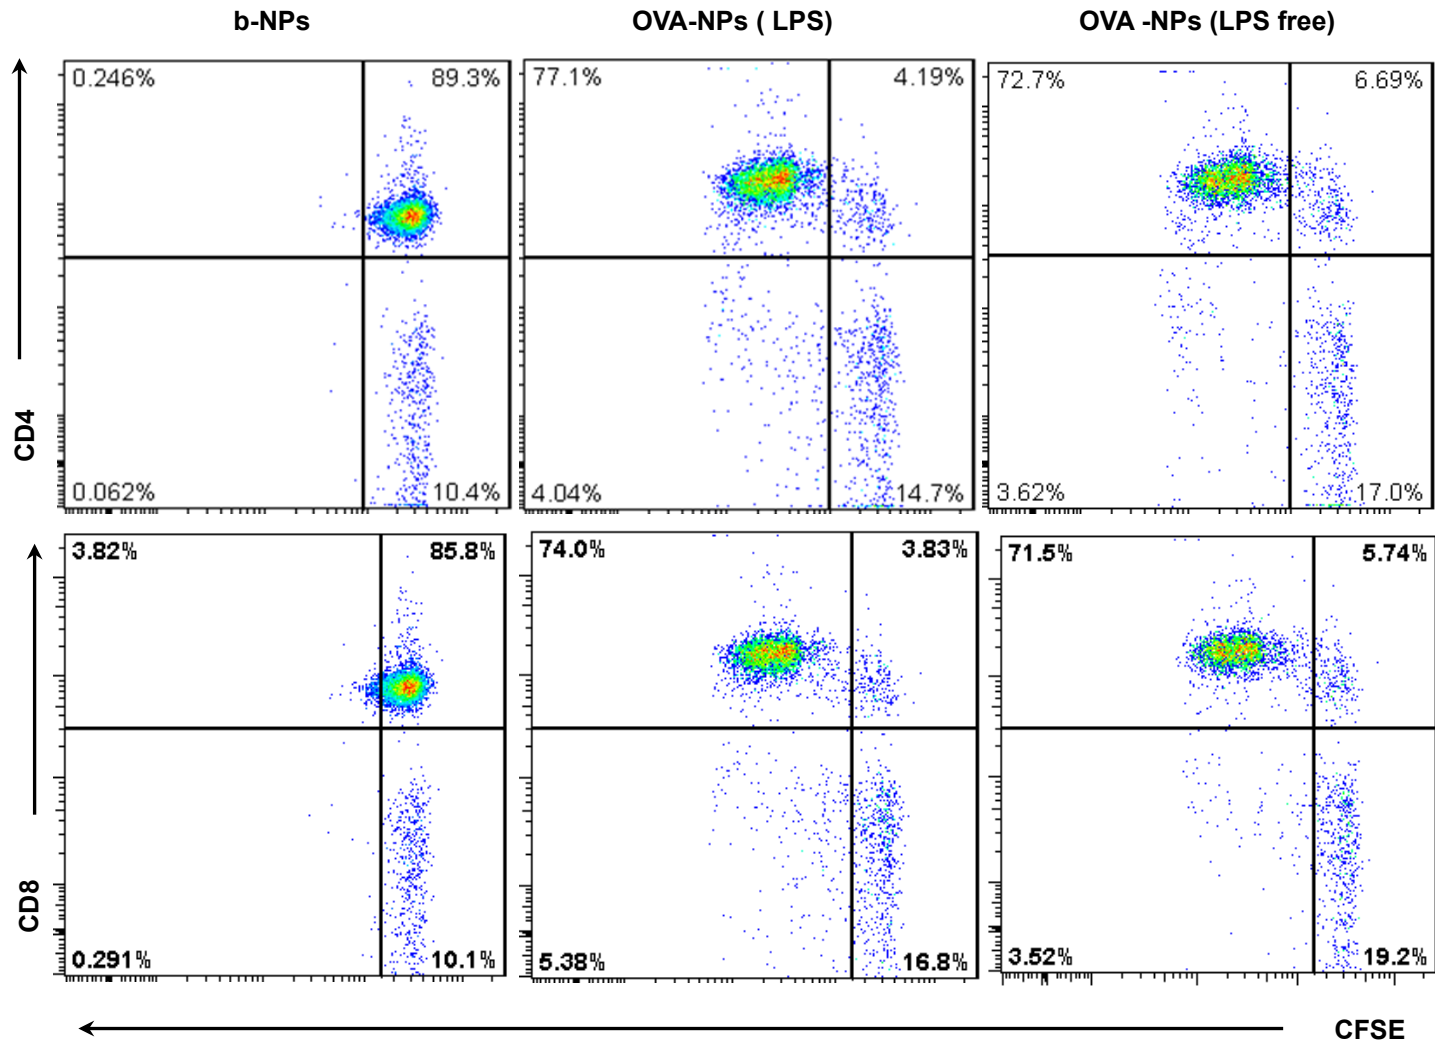 b-NPs OVA-NPs ( LPS) OVA -NPs (LPS free)
0.246% 89.3% 77.1% 4.19% 72.7% 6.69%
CD4
0.062% 10.4% 4.04% 14.7% 3.62% 17.0%
3.82% 85.8% 74.0% 3.83% 71.5% 5.74%
CD8
0.291% 10.1% 5.38% 16.8% 3.52% 19.2%
CFSE